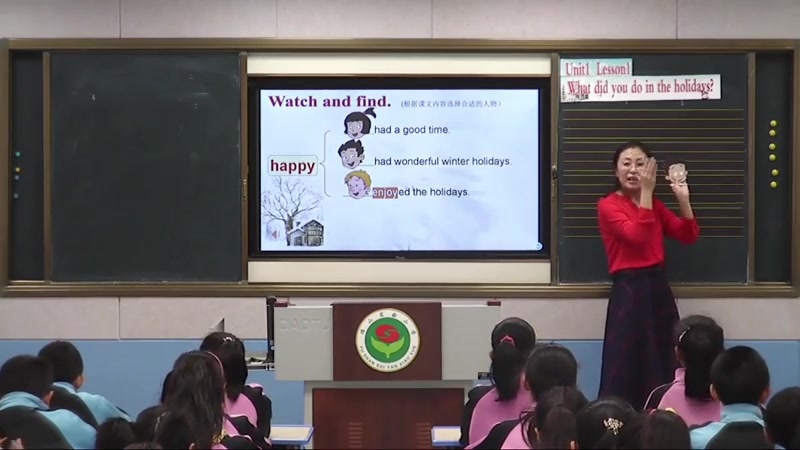 Unit1 Lesson1
What did you do in the holidays?
Watch and find. (根据课文内容选择合适的人物)
had a good time.
happy
had wonderful winter holidays.
enjoyed the holidays.